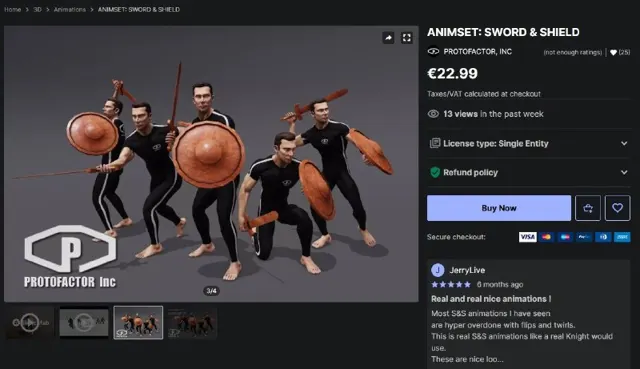 Home > 3D > Animations > ANIMSET: SWORD & SHIELD
P
PROTOFACTOR Inc
3/4
ANIMSET: SWORD & SHIELD
PROTOFACTOR, INC
(not enough ratings) | (25)
€22.99
Taxes/VAT calculated at checkout
13 views in the past week
License type: Single Entity
Refund policy
Buy Now
Secure checkout:
VISA
J JerryLive
6 months ago
Real and real nice animations !
Most S&S animations I have seen
are hyper overdone with flips and twirls.
This is real S&S animations like a real Knight would
use.
These are nice loo...